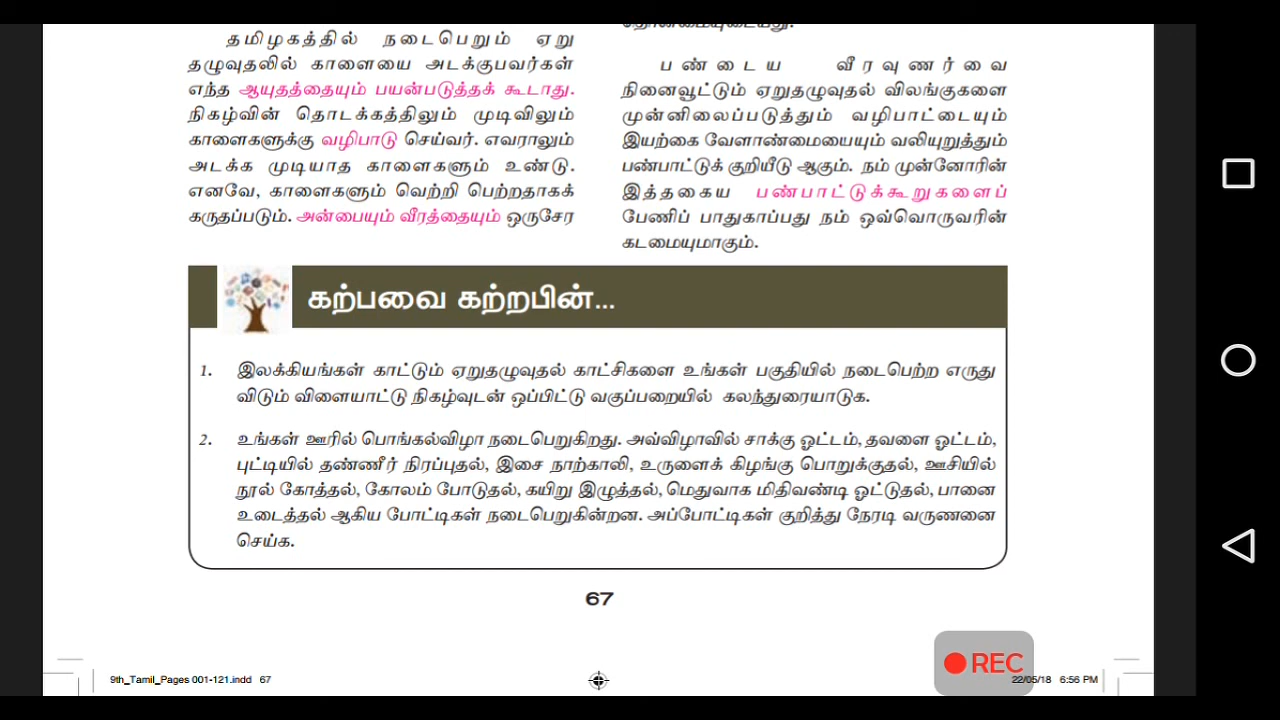 தமிழகத்தில் நடைபெறும் ஏறு
தழுவுதலில் காளையை அடக்குபவர்கள்
எந்த ஆயுதத்தையும் பயன்படுத்தக் கூடாது.
நிகழ்வின் தொடக்கத்திலும் முடிவிலும்
காளைகளுக்கு வழிபாடு செய்வர். எவராலும்
அடக்க முடியாத காளைகளும் உண்டு.
எனவே, காளைகளும் வெற்றி பெற்றதாகக்
கருதப்படும். அன்பையும் வீரத்தையும் ஒருசேர
பண்டைய வீரவுணர்வை
நினைவூட்டும் ஏறுதழுவுதல் விலங்குகளை
முன்னிலைப்படுத்தும் வழிபாட்டையும்
இயற்கை வேளாண்மையையும் வலியுறுத்தும்
பண்பாட்டுக் குறியீடு ஆகும். நம் முன்னோரின்
இத்தகைய பண்பாட்டுக்கூறுகளைப்
பேணிப் பாதுகாப்பது நம் ஒவ்வொருவரின்
கடமையுமாகும்.
கற்பவை கற்றபின்...
1. இலக்கியங்கள் காட்டும் ஏறுதழுவுதல் காட்சிகளை உங்கள் பகுதியில் நடைபெற்ற எருது
விடும் விளையாட்டு நிகழ்வுடன் ஒப்பிட்டு வகுப்பறையில் கலந்துரையாடுக.
2. உங்கள் ஊரில் பொங்கல்விழா நடைபெறுகிறது. அவ்விழாவில் சாக்கு ஓட்டம், தவளை ஓட்டம்,
புட்டியில் தண்ணீர் நிரப்புதல், இசை நாற்காலி, உருளைக் கிழங்கு பொறுக்குதல், ஊசியில்
நூல் கோத்தல், கோலம் போடுதல், கயிறு இழுத்தல், மெதுவாக மிதிவண்டி ஓட்டுதல், பானை
உடைத்தல் ஆகிய போட்டிகள் நடைபெறுகின்றன. அப்போட்டிகள் குறித்து நேரடி வருணனை
செய்க.
67
REC
9th_Tamil_Pages 001-121.indd 67
22/05/18 6:56 PM